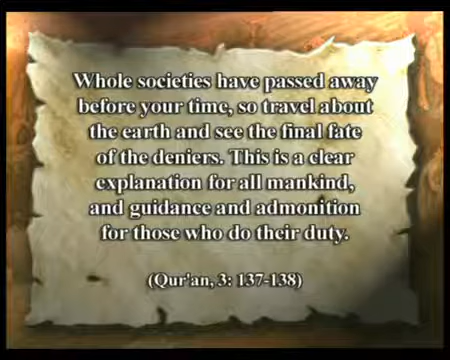 Whole societies have passed away
before your time, so travel about
the earth and see the final fate
of the deniers. This is a clear
explanation for all mankind,
and guidance and admonition
for those who do their duty.
(Qur'an, 3: 137-138)